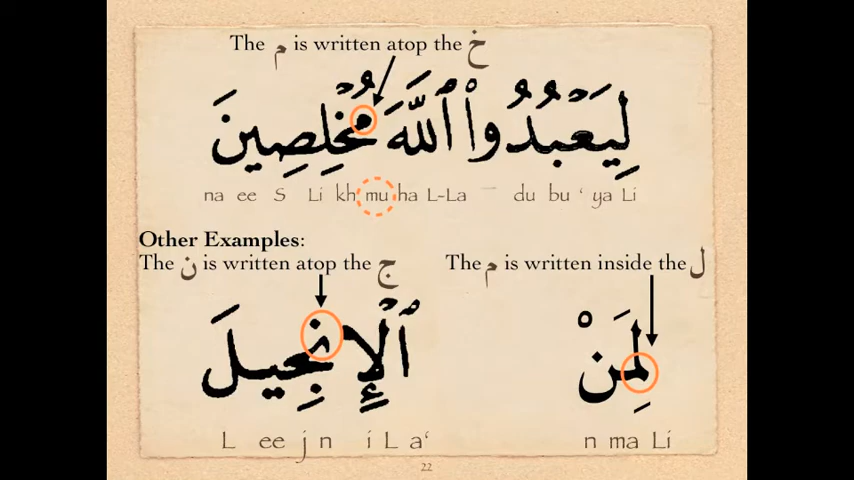 The م is written atop the خ
لِيَعْبُدُوا۟ ٱللَّهَ مُخْلِصِينَ
na ee S Li kh mu ha L-La — du bu ‘ ya Li
Other Examples:
The ن is written atop the ج
ٱلْإِنجِيلَ
L ee j n i L a‘
The م is written inside the ل
لِمَنْ
n ma Li
22